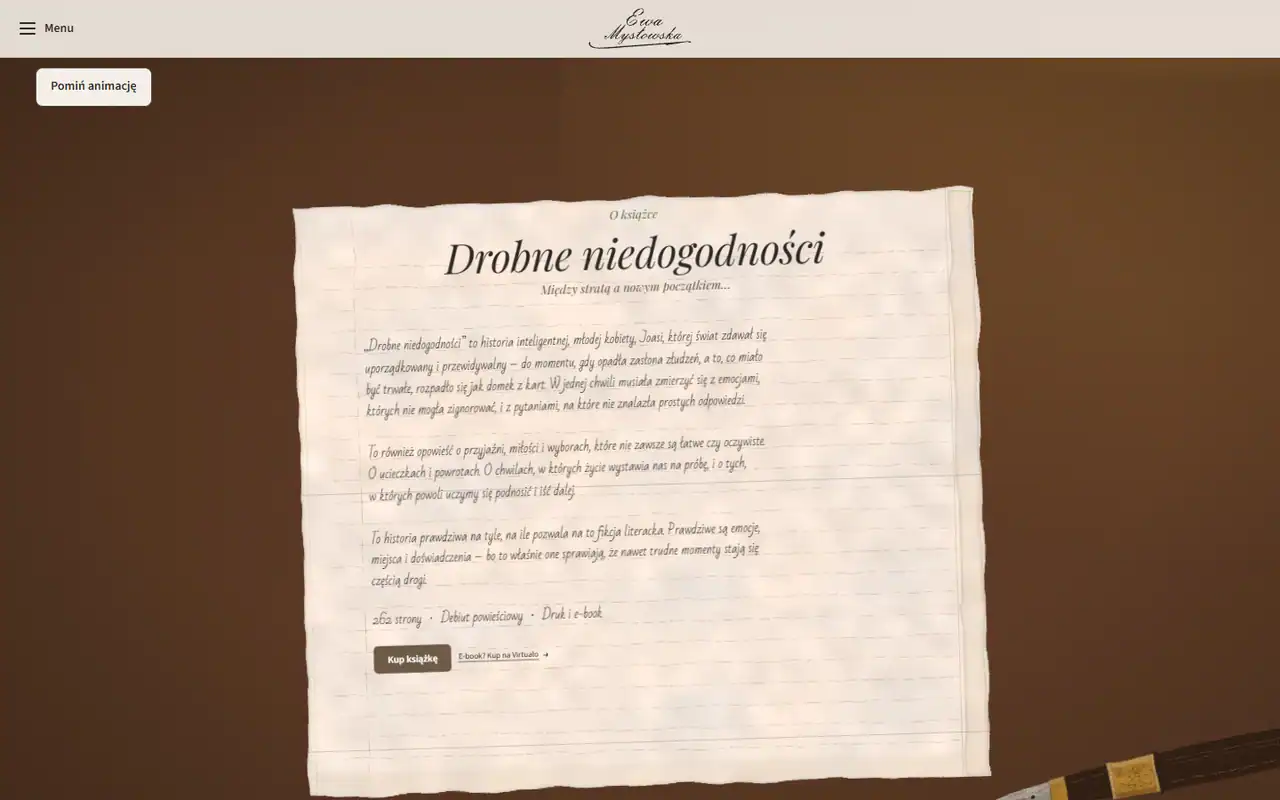 Menu
Ewa
Mysłowska
Pomiń animację
O książce
Drobne niedogodności
Między stratą a nowym początkiem...
„Drobne niedogodności” to historia inteligentnej, młodej kobiety, Joasi, której świat zdawał się
uporządkowany i przewidywalny – do momentu, gdy opadła zasłona złudzeń, a to, co miało
być trwałe, rozpadło się jak domek z kart. W jednej chwili musiała zmierzyć się z emocjami,
których nie mogła zignorować, i z pytaniami, na które nie znalazła prostych odpowiedzi.
To również opowieść o przyjaźni, miłości i wyborach, które nie zawsze są łatwe czy oczywiste.
O ucieczkach i powrotach. O chwilach, w których życie wystawia nas na próbę, i o tych,
w których powoli uczymy się podnosić i iść dalej.
To historia prawdziwa na tyle, na ile pozwala na to fikcja literacka. Prawdziwe są emocje,
miejsca i doświadczenia – bo to właśnie one sprawiają, że nawet trudne momenty stają się
częścią drogi.
262 strony · Debiut powieściowy · Druk i e-book
Kup książkę
E-book? Kup na Virtualo →